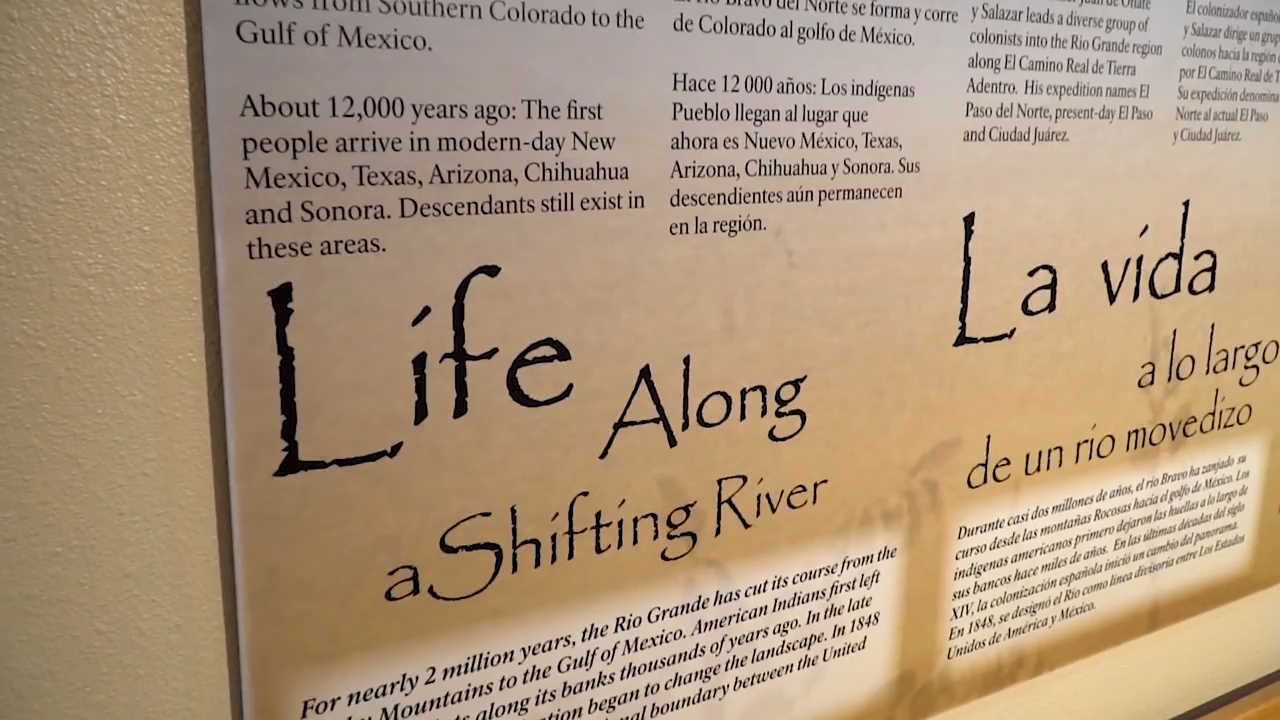 from Southern Colorado to the
Gulf of Mexico.
About 12,000 years ago: The first
people arrive in modern-day New
Mexico, Texas, Arizona, Chihuahua
and Sonora. Descendants still exist in
these areas.
Bravo del Norte se forma y corre
de Colorado al golfo de México.
Hace 12 000 años: Los indígenas
Pueblo llegan al lugar que
ahora es Nuevo México, Texas,
Arizona, Chihuahua y Sonora. Sus
descendientes aún permanecen
en la región.
y Salazar leads a diverse group of
colonists into the Rio Grande region
along El Camino Real de Tierra
Adentro. His expedition names El
Paso del Norte, present-day El Paso
and Ciudad Juárez.
El colonizador
y Salazar dirige un
colonos hacia la región
por El Camino Real de
Su expedición
Norte al actual El Paso
y Ciudad Juárez.
Life Along
a Shifting River
For nearly 2 million years, the Rio Grande has cut its course from the
Mountains to the Gulf of Mexico. American Indians first left
along its banks thousands of years ago. In the late
began to change the landscape. In 1848
boundary between the United
La vida
a lo largo
de un río movedizo
Durante casi dos millones de años, el río Bravo ha zanjado su
curso desde las montañas Rocosas hacia el golfo de México. Los
indígenas americanos primero dejaron las huellas a lo largo de
sus bancos hace miles de años. En las últimas décadas del siglo
XIV, la colonización española inició un cambio del panorama.
En 1848, se designó el Río como línea divisoria entre Los Estados
Unidos de América y México.